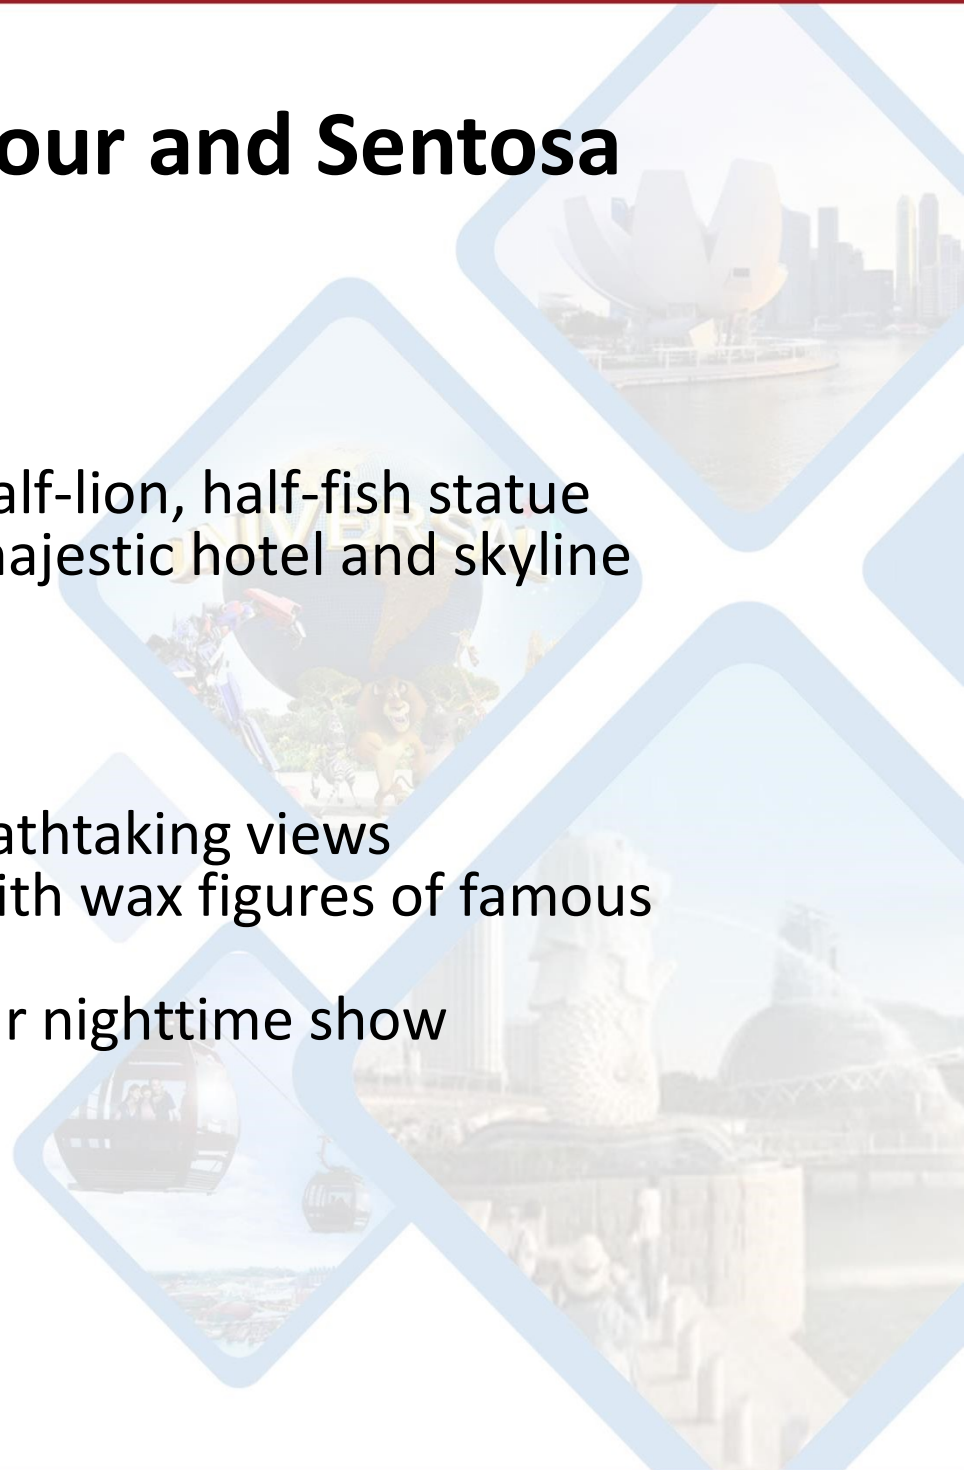 our and Sentosa
alf-lion, half-fish statue
ajestic hotel and skyline
athtaking views
ith wax figures of famous
r nighttime show
UNIVERSAL